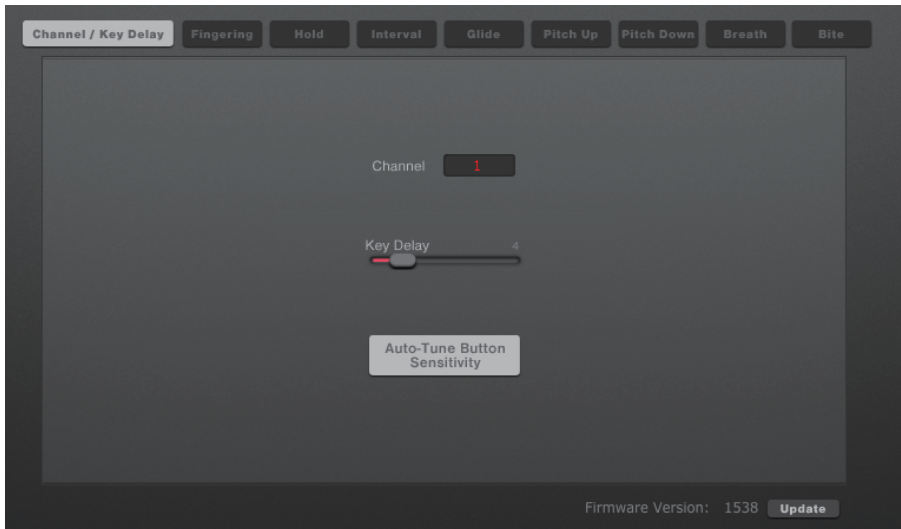 Channel / Key Delay Fingering Hold Interval Glide Pitch Up Pitch Down Breath Bite
Channel 1
Key Delay 4
Auto-Tune Button
Sensitivity
Firmware Version: 1538 Update